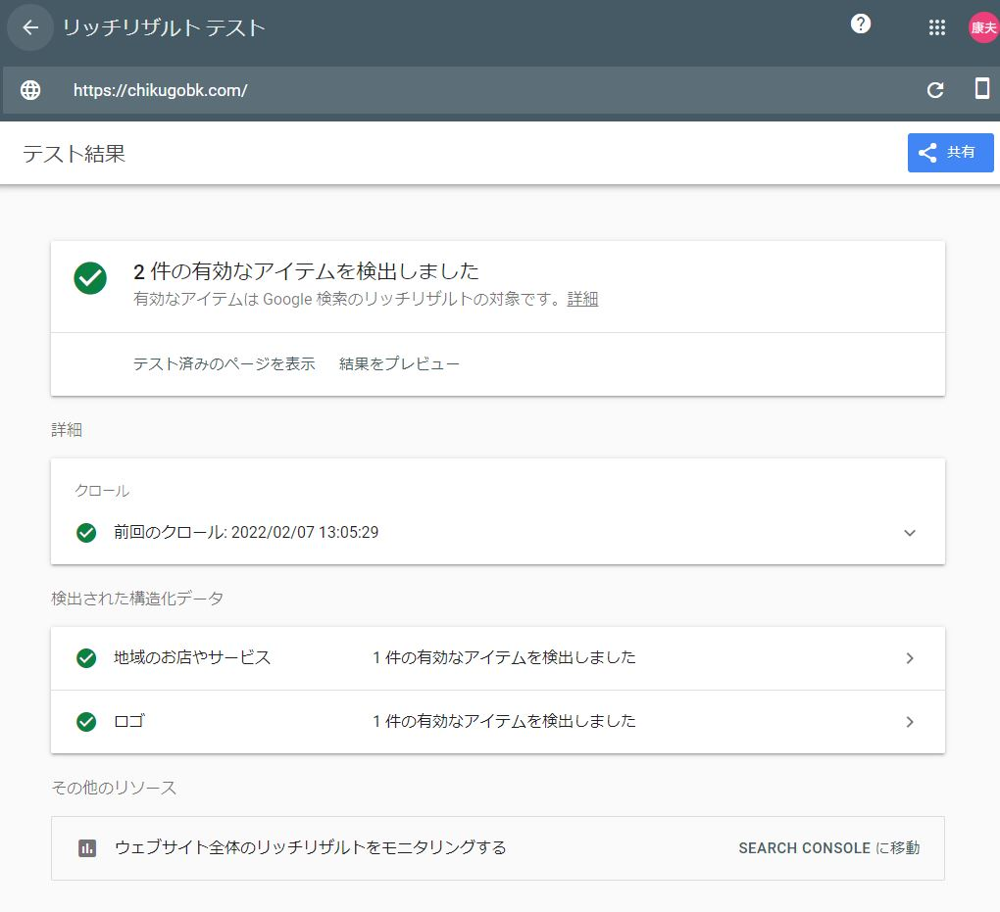 リッチリザルト テスト
康夫
https://chikugobk.com/
テスト結果
共有
2 件の有効なアイテムを検出しました
有効なアイテムは Google 検索のリッチリザルトの対象です。詳細
テスト済みのページを表示 結果をプレビュー
詳細
クロール
前回のクロール: 2022/02/07 13:05:29
検出された構造化データ
地域のお店やサービス 1 件の有効なアイテムを検出しました
ロゴ 1 件の有効なアイテムを検出しました
その他のリソース
ウェブサイト全体のリッチリザルトをモニタリングする SEARCH CONSOLE に移動